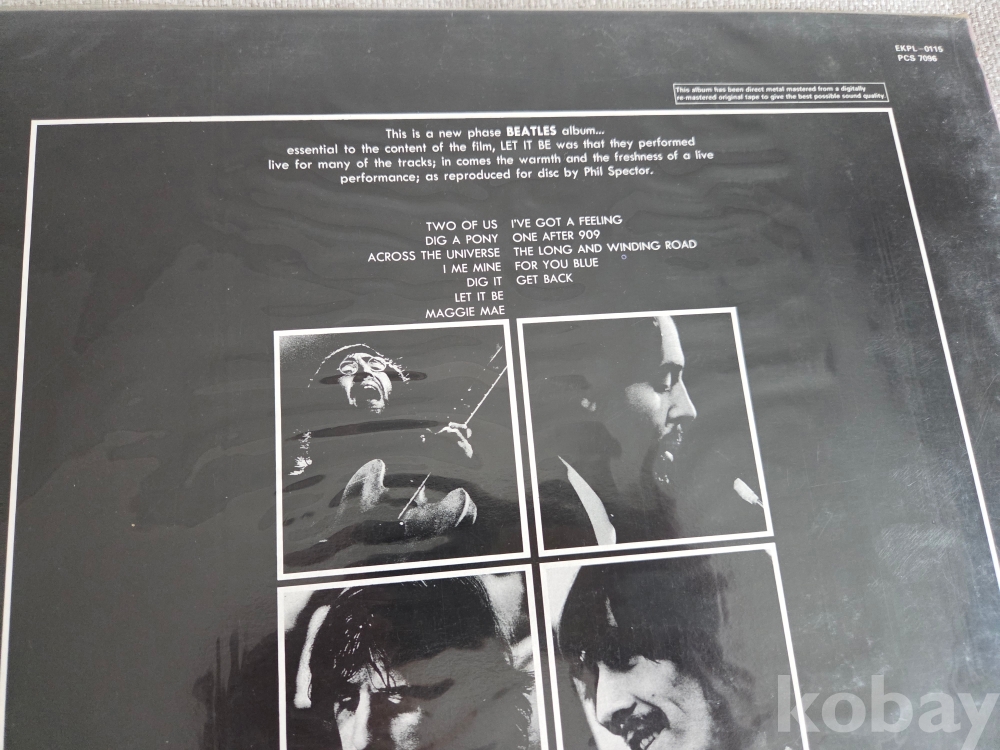 EKPL-0115
PCS 7096
This album has been direct metal mastered from a digitally
re-mastered original tape to give the best possible sound quality.
This is a new phase BEATLES album...
essential to the content of the film, LET IT BE was that they performed
live for many of the tracks; in comes the warmth and the freshness of a live
performance; as reproduced for disc by Phil Spector.
TWO OF US I'VE GOT A FEELING
DIG A PONY ONE AFTER 909
ACROSS THE UNIVERSE THE LONG AND WINDING ROAD
I ME MINE FOR YOU BLUE
DIG IT GET BACK
LET IT BE
MAGGIE MAE
kobay